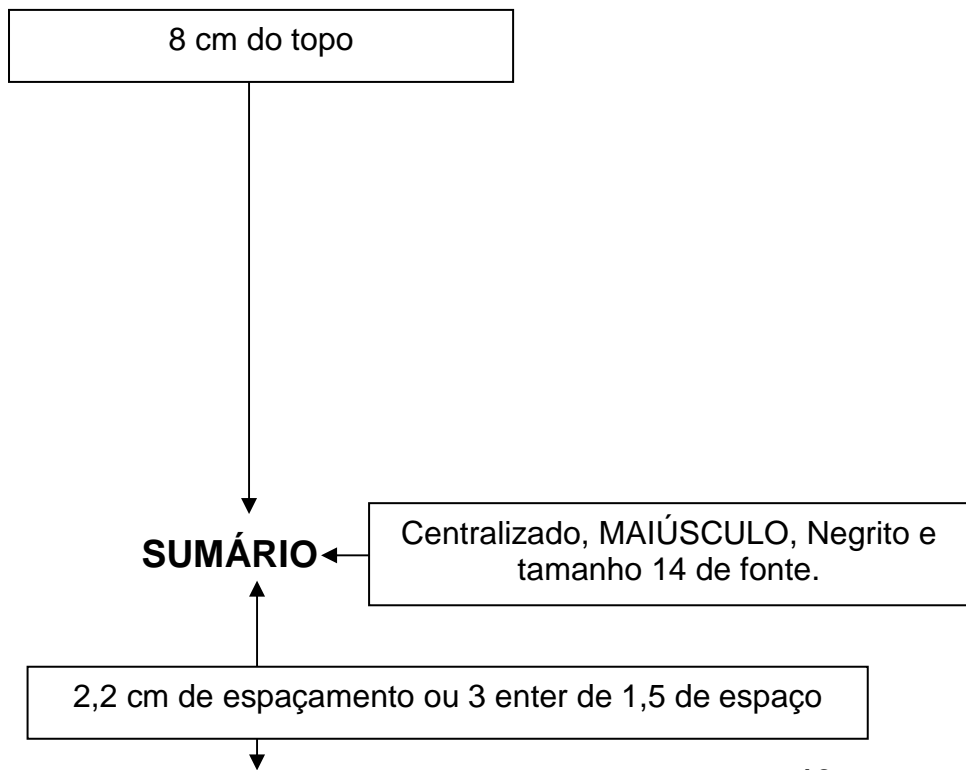 8 cm do topo
SUMÁRIO
Centralizado, MAIÚSCULO, Negrito e
tamanho 14 de fonte.
2,2 cm de espaçamento ou 3 enter de 1,5 de espaço